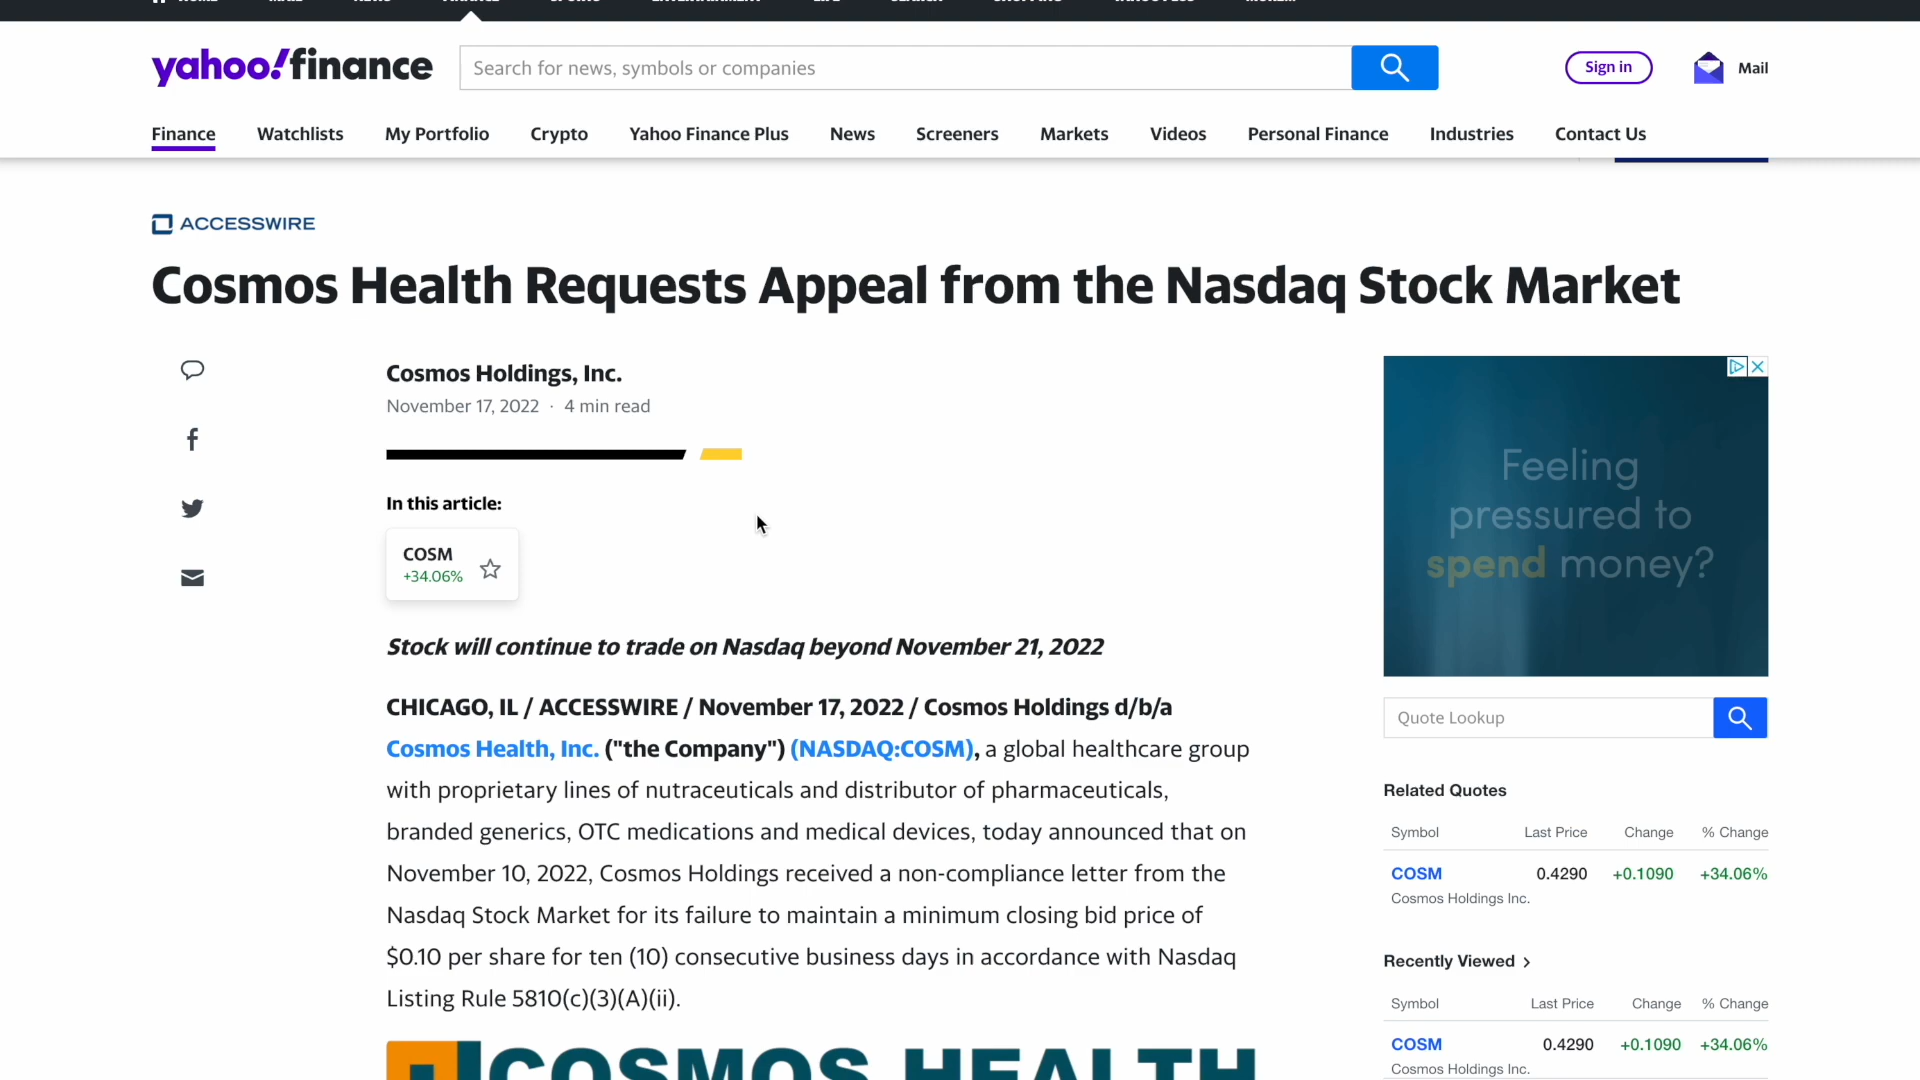 yahoo!finance
Search for news, symbols or companies
Sign in
Mail
Finance Watchlists My Portfolio Crypto Yahoo Finance Plus News Screeners Markets Videos Personal Finance Industries Contact Us
ACCESSWIRE
Cosmos Health Requests Appeal from the Nasdaq Stock Market
Cosmos Holdings, Inc.
November 17, 2022 · 4 min read
In this article:
COSM
+34.06%
Stock will continue to trade on Nasdaq beyond November 21, 2022
CHICAGO, IL / ACCESSWIRE / November 17, 2022 / Cosmos Holdings d/b/a
Cosmos Health, Inc. ("the Company") (NASDAQ:COSM), a global healthcare group
with proprietary lines of nutraceuticals and distributor of pharmaceuticals,
branded generics, OTC medications and medical devices, today announced that on
November 10, 2022, Cosmos Holdings received a non-compliance letter from the
Nasdaq Stock Market for its failure to maintain a minimum closing bid price of
$0.10 per share for ten (10) consecutive business days in accordance with Nasdaq
Listing Rule 5810(c)(3)(A)(ii).
COSMOS HEALTH
Feeling
pressured to
spend money?
Quote Lookup
Related Quotes
Symbol Last Price Change % Change
COSM 0.4290 +0.1090 +34.06%
Cosmos Holdings Inc.
Recently Viewed >
Symbol Last Price Change % Change
COSM 0.4290 +0.1090 +34.06%
Cosmos Holdings Inc.